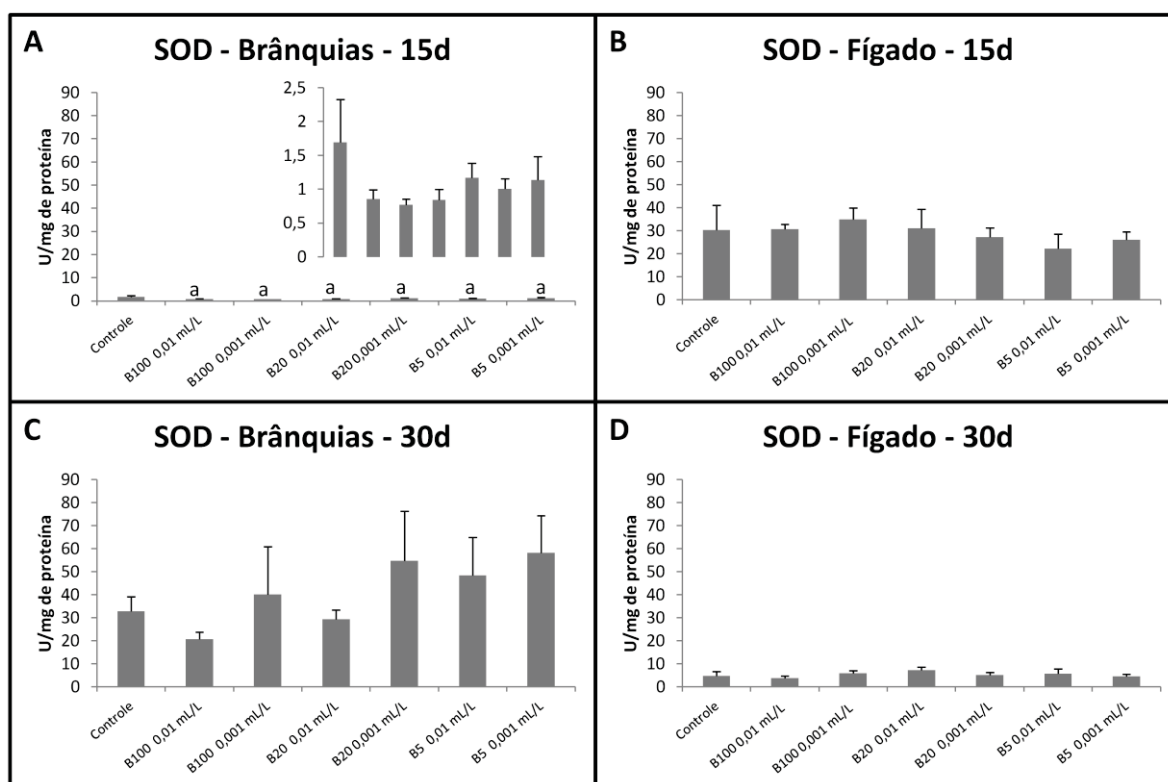 A
SOD - Brânquias - 15d
U/mg de proteína
90
80
70
60
50
40
30
20
10
0
2,5
2
1,5
1
0,5
0
a a a a a a
Controle
B100 0,01 mL/L
B100 0,001 mL/L
B20 0,01 mL/L
B20 0,001 mL/L
B5 0,01 mL/L
B5 0,001 mL/L
B
SOD - Fígado - 15d
U/mg de proteína
90
80
70
60
50
40
30
20
10
0
Controle
B100 0,01 mL/L
B100 0,001 mL/L
B20 0,01 mL/L
B20 0,001 mL/L
B5 0,01 mL/L
B5 0,001 mL/L
C
SOD - Brânquias - 30d
U/mg de proteína
90
80
70
60
50
40
30
20
10
0
Controle
B100 0,01 mL/L
B100 0,001 mL/L
B20 0,01 mL/L
B20 0,001 mL/L
B5 0,01 mL/L
B5 0,001 mL/L
D
SOD - Fígado - 30d
U/mg de proteína
90
80
70
60
50
40
30
20
10
0
Controle
B100 0,01 mL/L
B100 0,001 mL/L
B20 0,01 mL/L
B20 0,001 mL/L
B5 0,01 mL/L
B5 0,001 mL/L